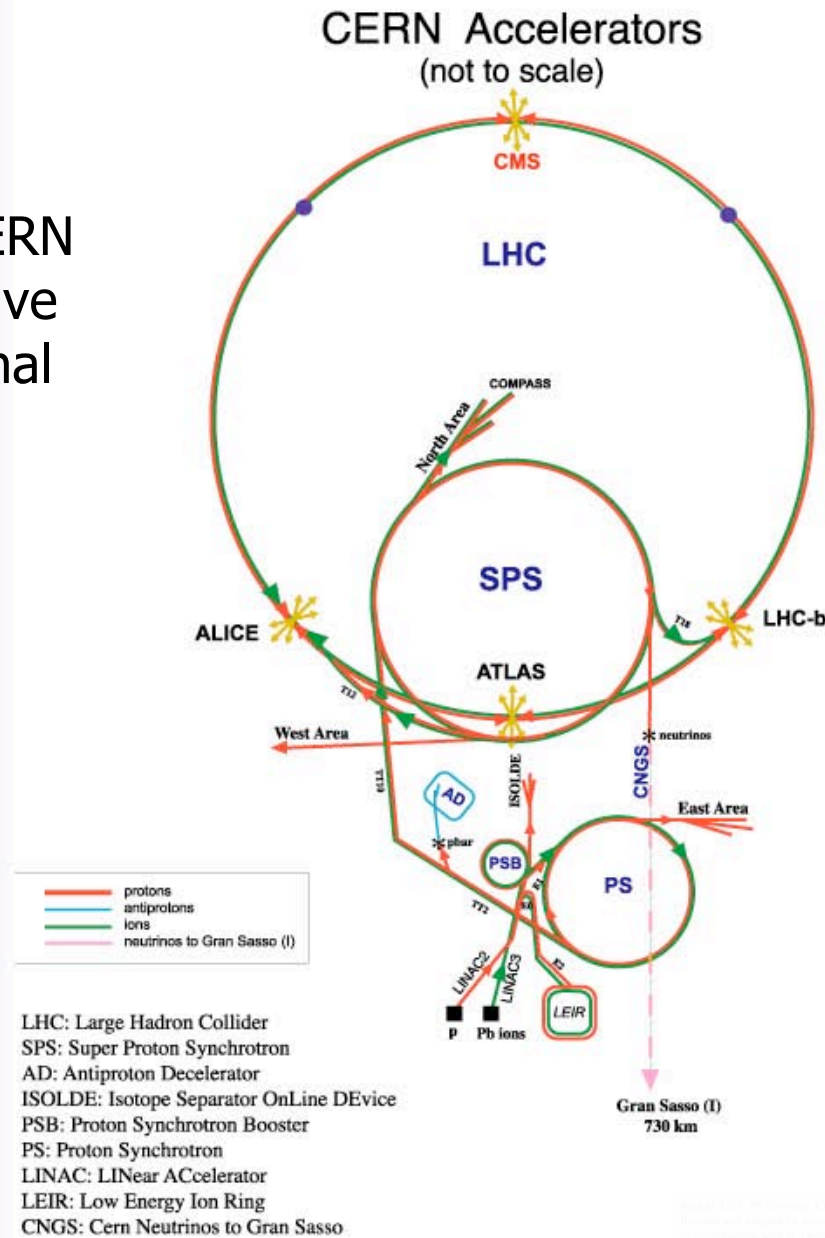 CERN Accelerators
(not to scale)
CMS
ERN
ve
nal
LHC
COMPASS
North Area
SPS
ALICE
LHC-b
ATLAS
West Area
neutrinos
CNGS
ISOLDE
East Area
AD
pbar
PSB
PS
TT2
E2
LINAC2
LINAC3
LEIR
p
Pb ions
protons
antiprotons
ions
neutrinos to Gran Sasso (I)
Gran Sasso (I)
730 km
LHC: Large Hadron Collider
SPS: Super Proton Synchrotron
AD: Antiproton Decelerator
ISOLDE: Isotope Separator OnLine DEvice
PSB: Proton Synchrotron Booster
PS: Proton Synchrotron
LINAC: LINear ACcelerator
LEIR: Low Energy Ion Ring
CNGS: Cern Neutrinos to Gran Sasso